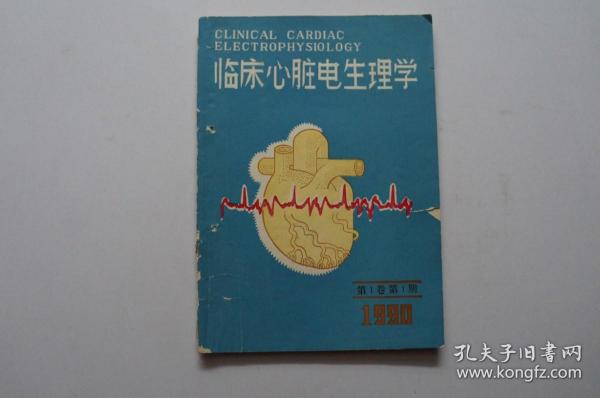 CLINICAL CARDIAC
ELECTROPHYSIOLOGY
临床心脏电生理学
第1卷第1期
1990
孔夫子旧书网
www.kongfz.com